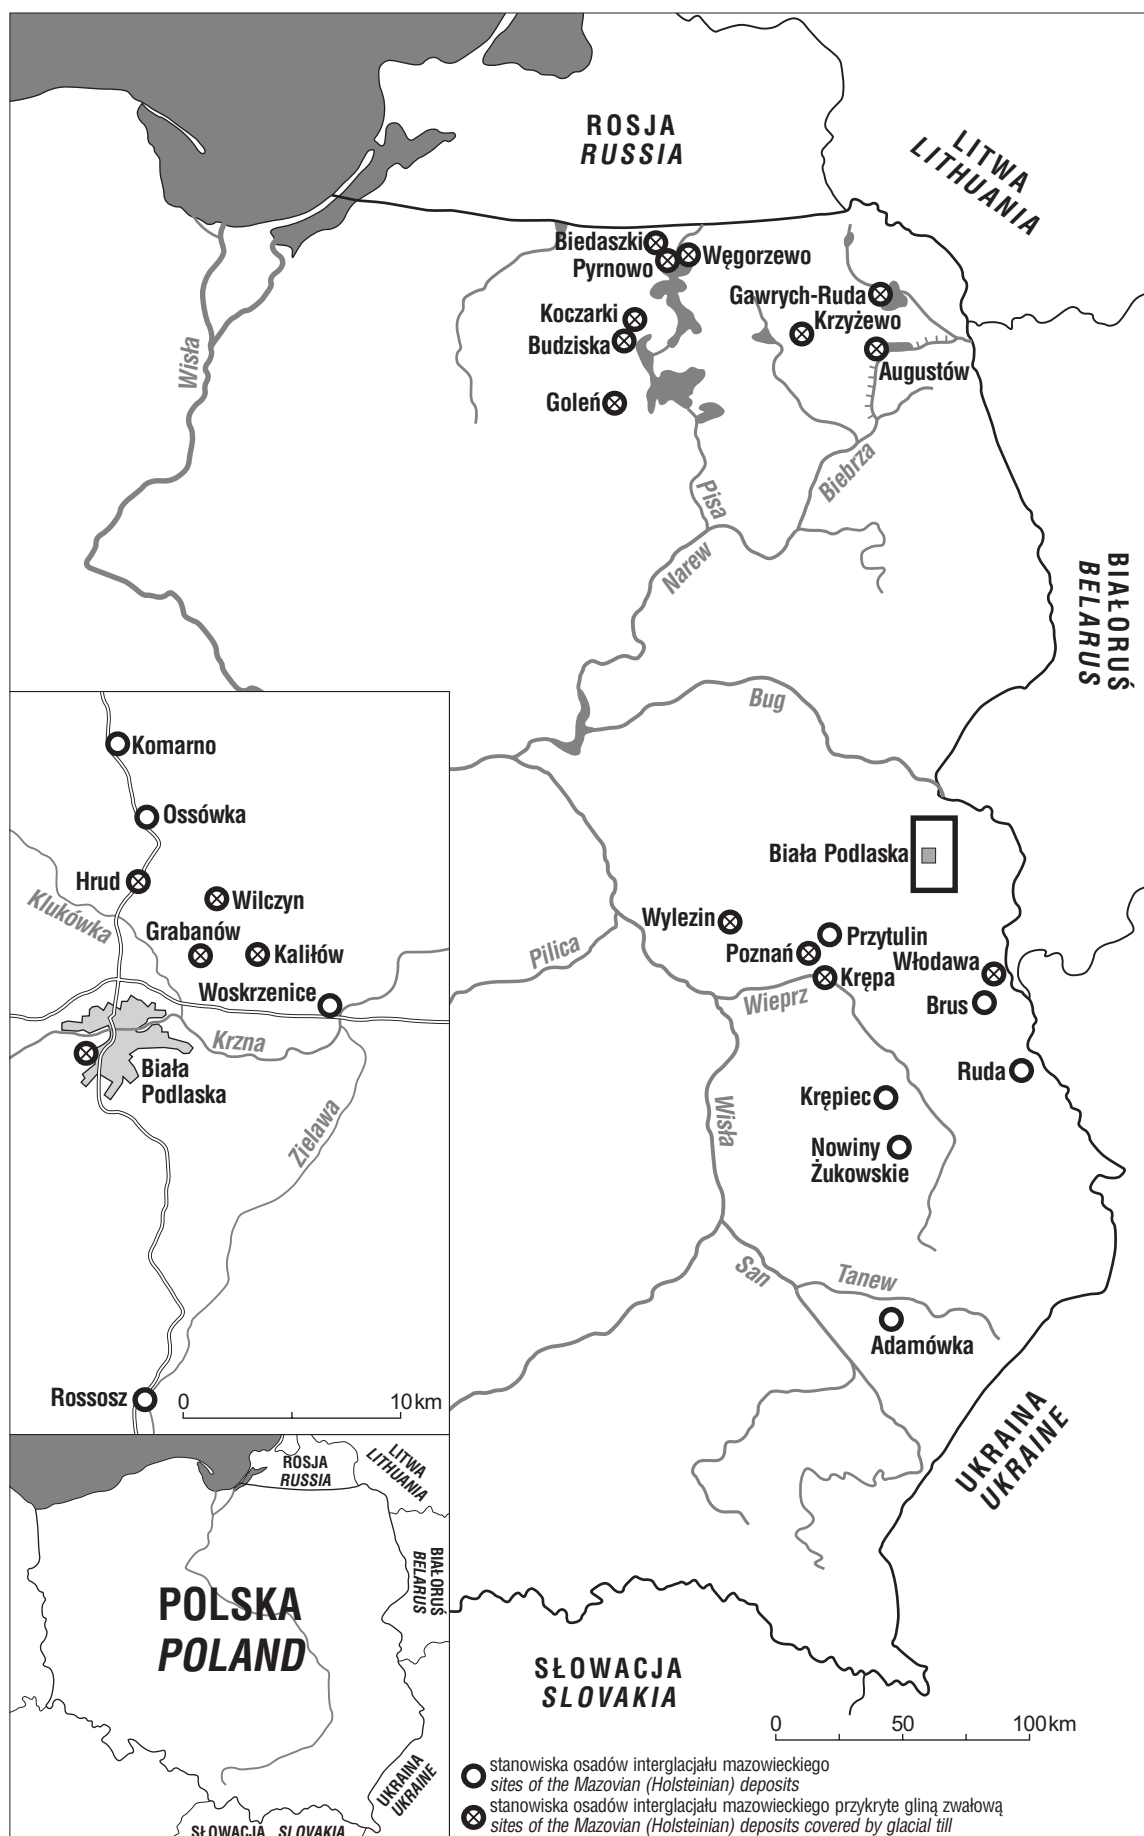 ROSJA
RUSSIA
LITWA
LITHUANIA
Biedaszki
Pyrnowo
Węgorzewo
Gawrych-Ruda
Krzyżewo
Koczarki
Budziska
Augustów
Goleń
Wisła
Pisa
Biebrza
Narew
BIAŁORUŚ
BELARUS
Bug
Biała Podlaska
Wylezin
Przytulin
Poznań
Włodawa
Krępa
Pilica
Wieprz
Brus
Ruda
Krępiec
Wisła
Nowiny
Żukowskie
San
Tanew
Adamówka
UKRAINA
UKRAINE
SŁOWACJA
SLOVAKIA
0 50 100 km
Komarno
Ossówka
Hrud
Wilczyn
Klukówka
Grabanów
Kaliłów
Woskrzenice
Krzna
Biała
Podlaska
Zielawa
Rossosz
0 10 km
ROSJA
RUSSIA
LITWA
LITHUANIA
BIAŁORUŚ
BELARUS
POLSKA
POLAND
UKRAINA
UKRAINE
SŁOWACJA SLOVAKIA
stanowiska osadów interglacjału mazowieckiego
sites of the Mazovian (Holsteinian) deposits
stanowiska osadów interglacjału mazowieckiego przykryte gliną zwałową
sites of the Mazovian (Holsteinian) deposits covered by glacial till